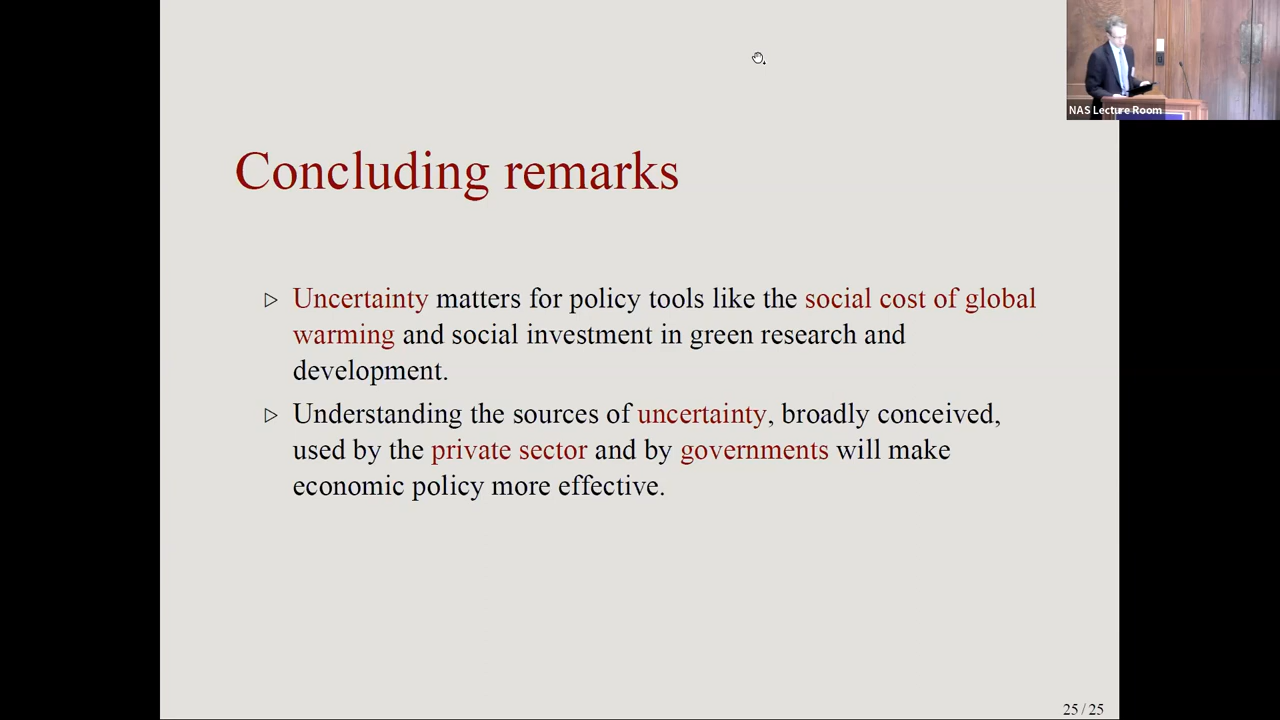 NAS Lecture Room
Concluding remarks
Uncertainty matters for policy tools like the social cost of global
warming and social investment in green research and
development.
Understanding the sources of uncertainty, broadly conceived,
used by the private sector and by governments will make
economic policy more effective.
25 / 25